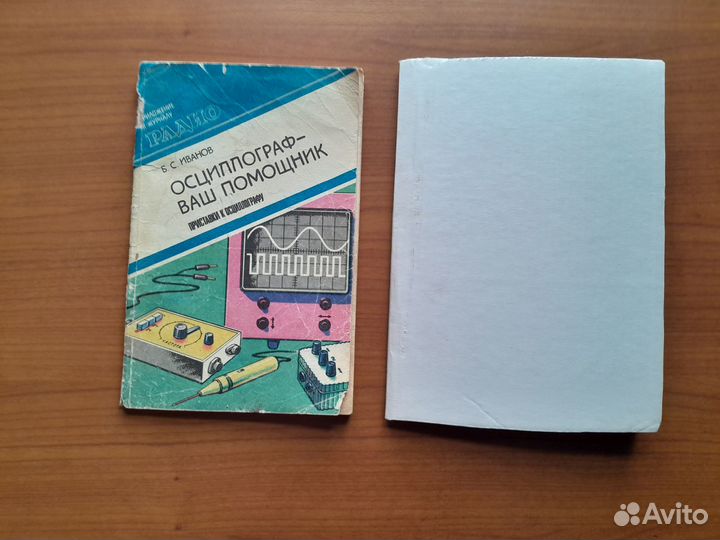 ПРИЛОЖЕНИЕ
К ЖУРНАЛУ
РАДИО
Б. С. ИВАНОВ
ОСЦИЛЛОГРАФ-
ВАШ ПОМОЩНИК
ПРИСТАВКИ К ОСЦИЛЛОГРАФУ
Avito